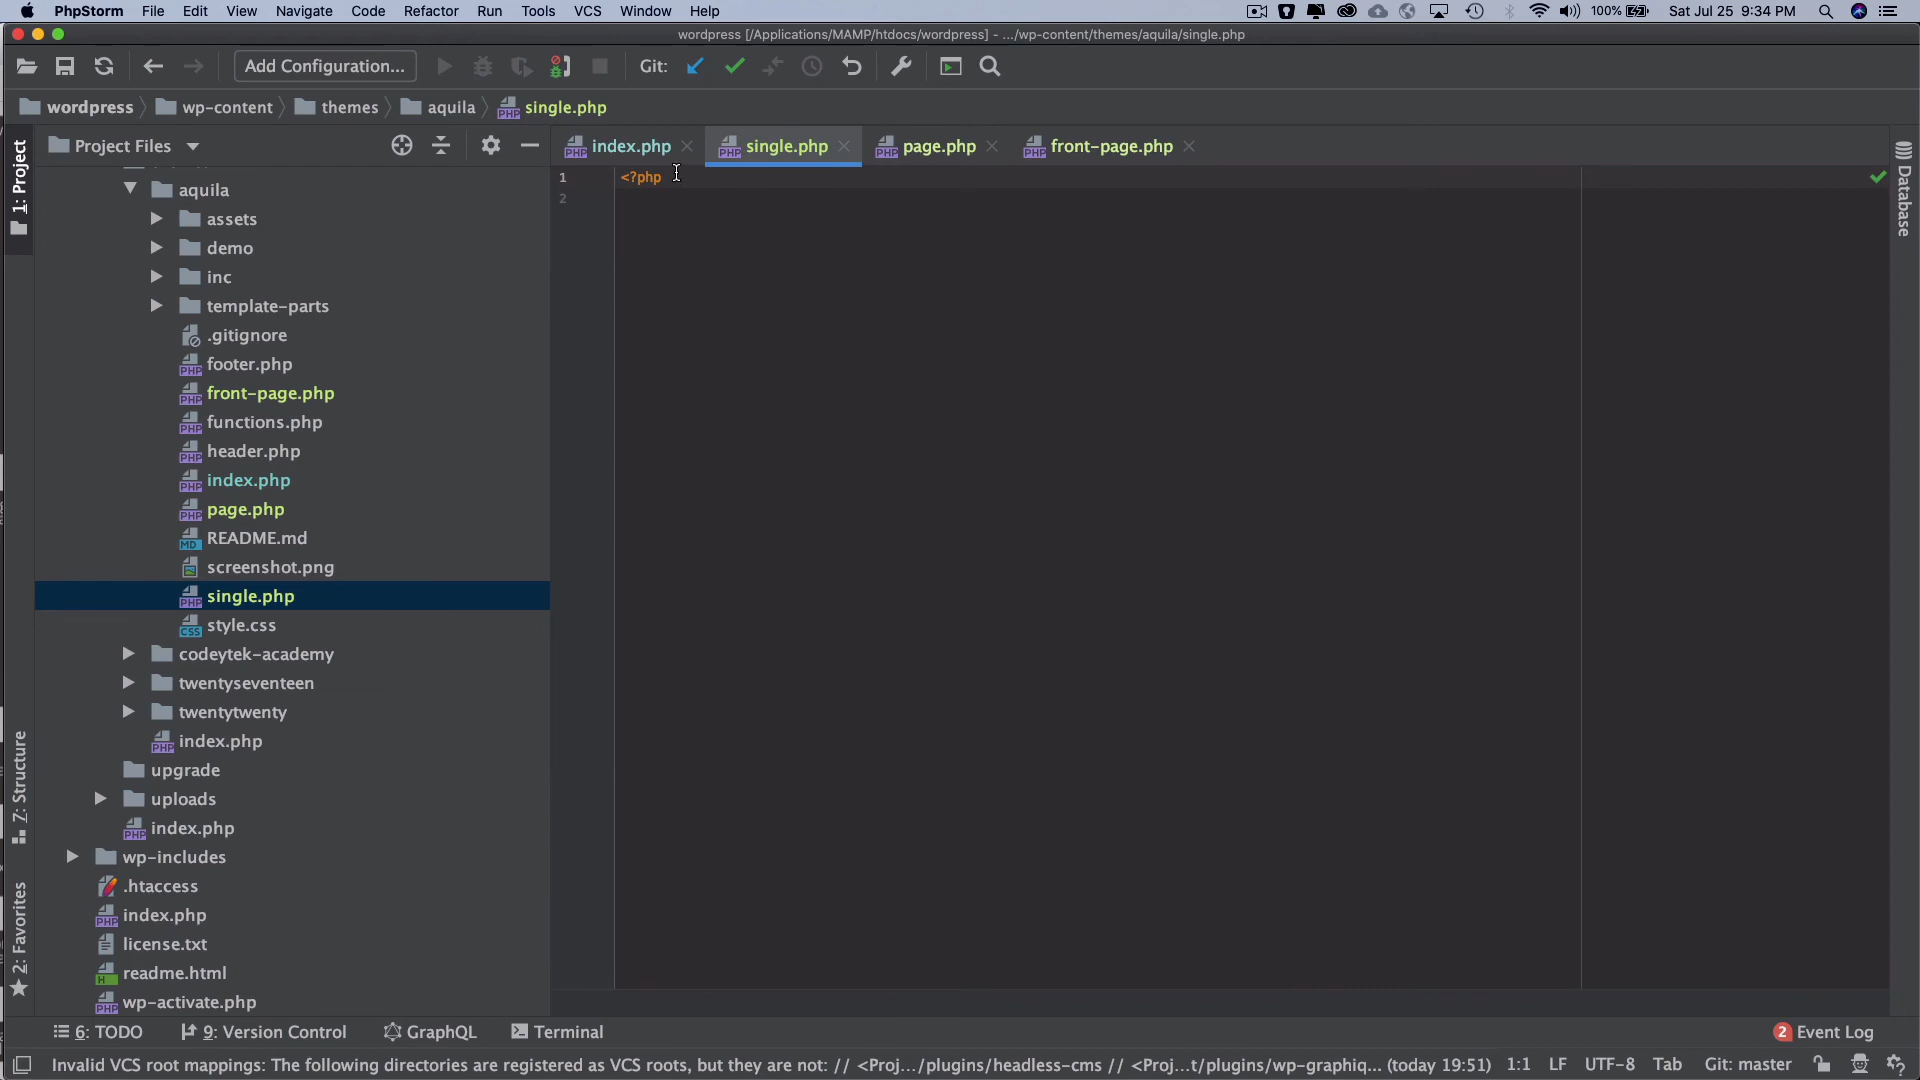 PhpStorm File Edit View Navigate Code Refactor Run Tools VCS Window Help 100% Sat Jul 25 9:34 PM
wordpress [/Applications/MAMP/htdocs/wordpress] - .../wp-content/themes/aquila/single.php
Add Configuration... Git:
wordpress wp-content themes aquila single.php
Project Files
index.php single.php page.php front-page.php
1: Project
Database
1 <?php
2
aquila
assets
demo
inc
template-parts
.gitignore
footer.php
front-page.php
functions.php
header.php
index.php
page.php
README.md
screenshot.png
single.php
style.css
codeytek-academy
twentyseventeen
twentytwenty
index.php
upgrade
uploads
index.php
wp-includes
.htaccess
index.php
license.txt
readme.html
wp-activate.php
Z: Structure
2: Favorites
6: TODO 9: Version Control GraphQL Terminal 2 Event Log
Invalid VCS root mappings: The following directories are registered as VCS roots, but they are not: // <Proj.../plugins/headless-cms // <Proj...t/plugins/wp-graphiq... (today 19:51) 1:1 LF UTF-8 Tab Git: master